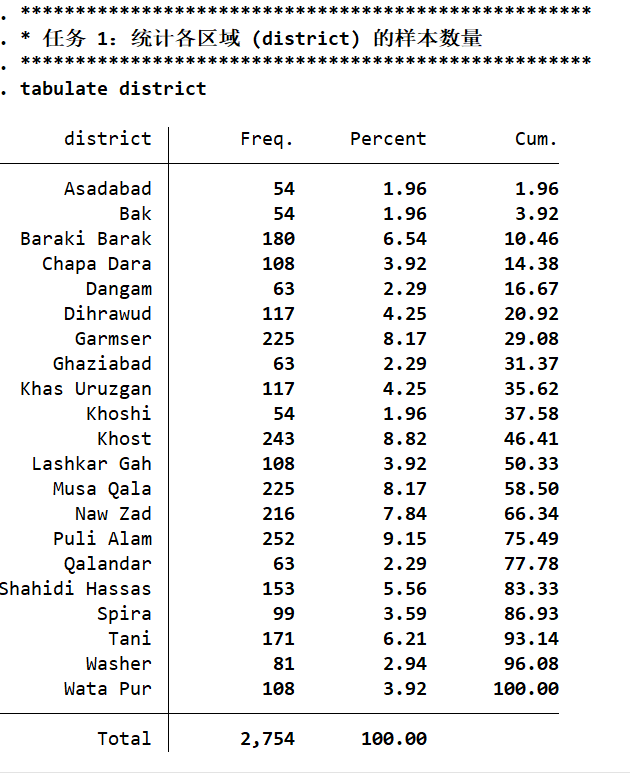 . ****************************************************
. * 任务 1：统计各区域 (district) 的样本数量
. ****************************************************
. tabulate district
district | Freq. Percent Cum.
Asadabad | 54 1.96 1.96
Bak | 54 1.96 3.92
Baraki Barak | 180 6.54 10.46
Chapa Dara | 108 3.92 14.38
Dangam | 63 2.29 16.67
Dihrawud | 117 4.25 20.92
Garmser | 225 8.17 29.08
Ghaziabad | 63 2.29 31.37
Khas Uruzgan | 117 4.25 35.62
Khoshi | 54 1.96 37.58
Khost | 243 8.82 46.41
Lashkar Gah | 108 3.92 50.33
Musa Qala | 225 8.17 58.50
Naw Zad | 216 7.84 66.34
Puli Alam | 252 9.15 75.49
Qalandar | 63 2.29 77.78
Shahidi Hassas | 153 5.56 83.33
Spira | 99 3.59 86.93
Tani | 171 6.21 93.14
Washer | 81 2.94 96.08
Wata Pur | 108 3.92 100.00
Total | 2,754 100.00